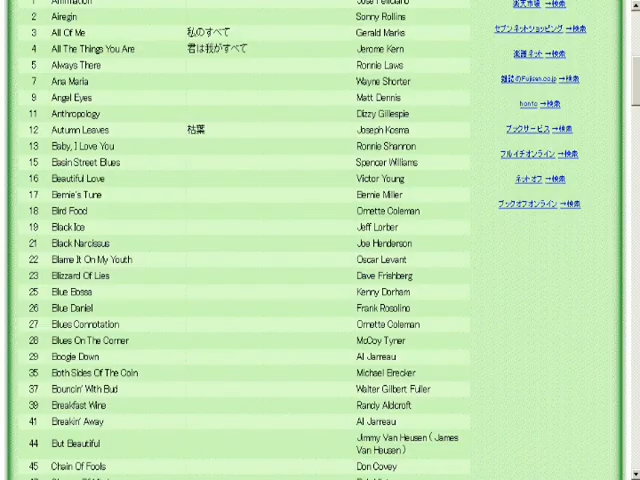 1 Affirmation Jose Feliciano
2 Airegin Sonny Rollins
3 All Of Me 私のすべて Gerald Marks
4 All The Things You Are 君は我がすべて Jerome Kern
5 Always There Ronnie Laws
7 Ana Maria Wayne Shorter
9 Angel Eyes Matt Dennis
11 Anthropology Dizzy Gillespie
12 Autumn Leaves 枯葉 Joseph Kosma
13 Baby, I Love You Ronnie Shannon
15 Basin Street Blues Spencer Williams
16 Beautiful Love Victor Young
17 Bernie's Tune Bernie Miller
18 Bird Food Ornette Coleman
19 Black Ice Jeff Lorber
21 Black Narcissus Joe Henderson
22 Blame It On My Youth Oscar Levant
23 Blizzard Of Lies Dave Frishberg
25 Blue Bossa Kenny Dorham
26 Blue Daniel Frank Rosolino
27 Blues Connotation Ornette Coleman
28 Blues On The Corner McCoy Tyner
29 Boogie Down Al Jarreau
35 Both Sides Of The Coin Michael Brecker
37 Bouncin' With Bud Walter Gilbert Fuller
39 Breakfast Wine Randy Aldcroft
41 Breakin' Away Al Jarreau
44 But Beautiful Jimmy Van Heusen ( James
Van Heusen )
45 Chain Of Fools Don Covey
楽天市場 →検索
セブンネットショッピング →検索
楽譜ネット →検索
雑誌のFujisan.co.jp →検索
honto →検索
ブックサービス →検索
フルイチオンライン →検索
ネットオフ →検索
ブックオフオンライン →検索